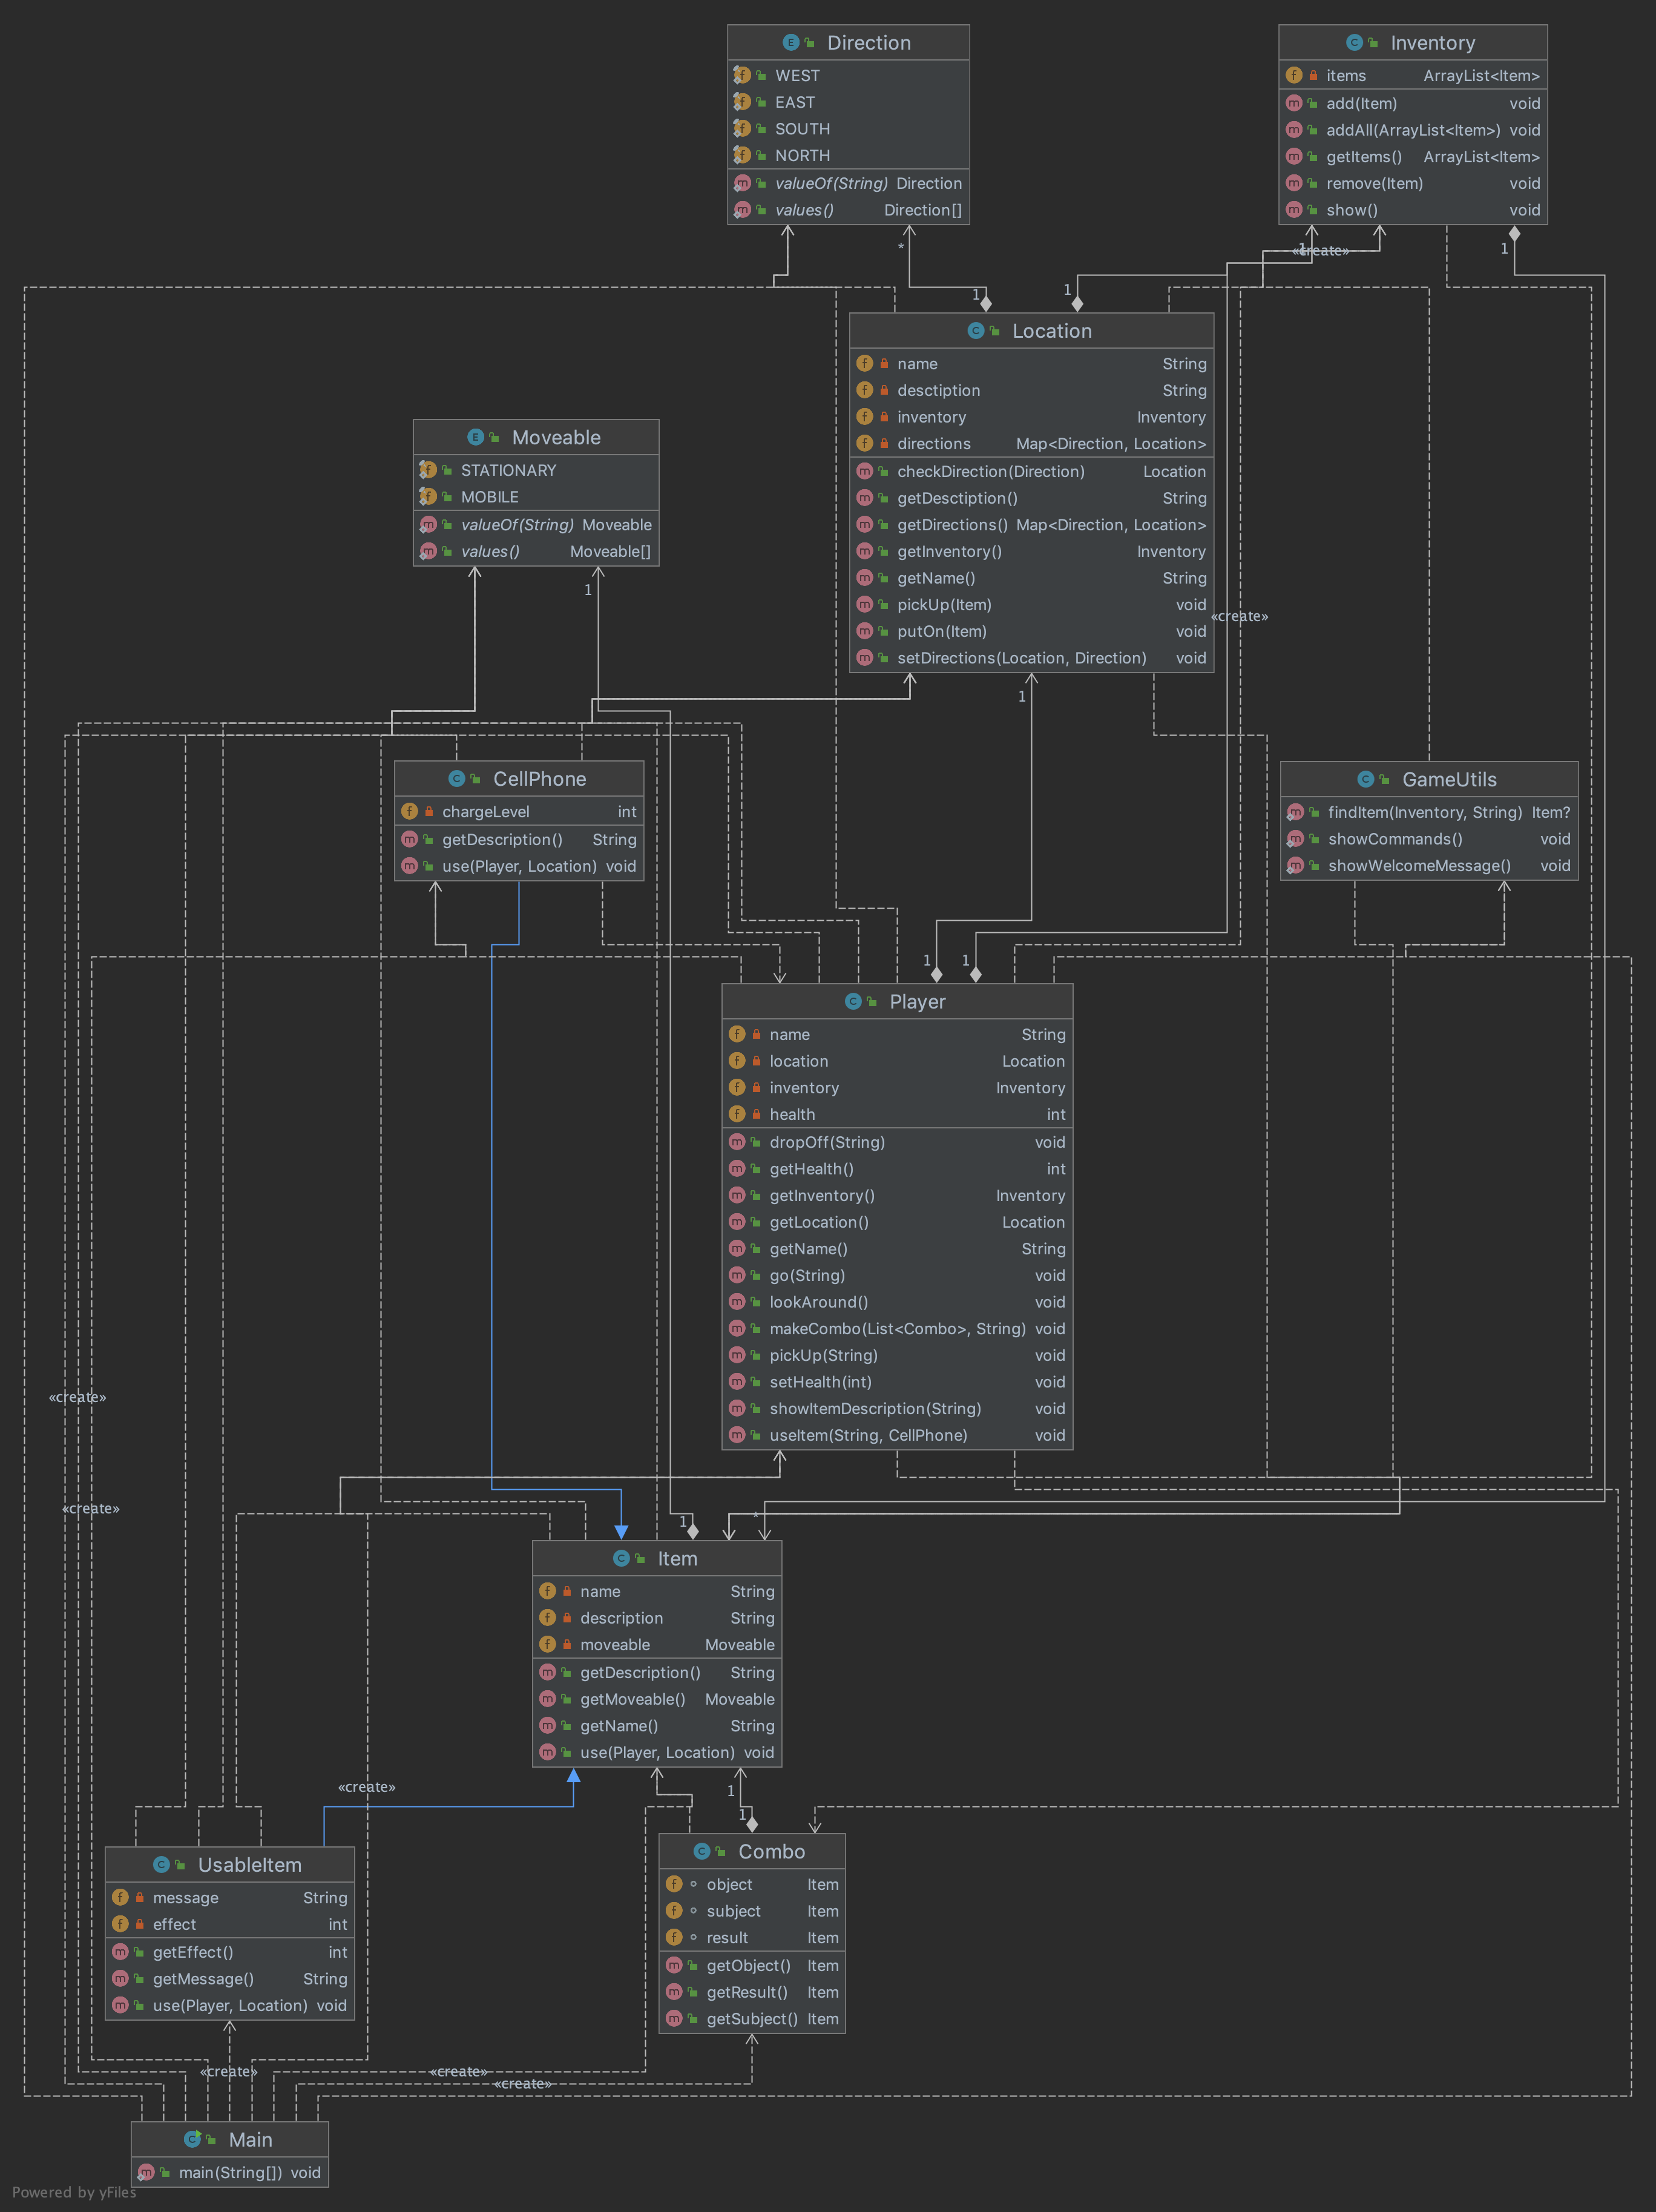 Direction
WEST
EAST
SOUTH
NORTH
valueOf(String) Direction
values() Direction[]
Inventory
items ArrayList<Item>
add(Item) void
addAll(ArrayList<Item>) void
getItems() ArrayList<Item>
remove(Item) void
show() void
*
1
«create»
1
1
1
Location
name String
desctiption String
inventory Inventory
directions Map<Direction, Location>
checkDirection(Direction) Location
getDesctiption() String
getDirections() Map<Direction, Location>
getInventory() Inventory
getName() String
pickUp(Item) void
putOn(Item) void
setDirections(Location, Direction) void
Moveable
STATIONARY
MOBILE
valueOf(String) Moveable
values() Moveable[]
1
«create»
1
CellPhone
chargeLevel int
getDescription() String
use(Player, Location) void
GameUtils
findItem(Inventory, String) Item?
showCommands() void
showWelcomeMessage() void
1
1
Player
name String
location Location
inventory Inventory
health int
dropOff(String) void
getHealth() int
getInventory() Inventory
getLocation() Location
getName() String
go(String) void
lookAround() void
makeCombo(List<Combo>, String) void
pickUp(String) void
setHealth(int) void
showItemDescription(String) void
useItem(String, CellPhone) void
«create»
«create»
1
*
Item
name String
description String
moveable Moveable
getDescription() String
getMoveable() Moveable
getName() String
use(Player, Location) void
«create»
1
1
UsableItem
message String
effect int
getEffect() int
getMessage() String
use(Player, Location) void
Combo
object Item
subject Item
result Item
getObject() Item
getResult() Item
getSubject() Item
«create»
«create»
«create»
Main
main(String[]) void
Powered by yFiles